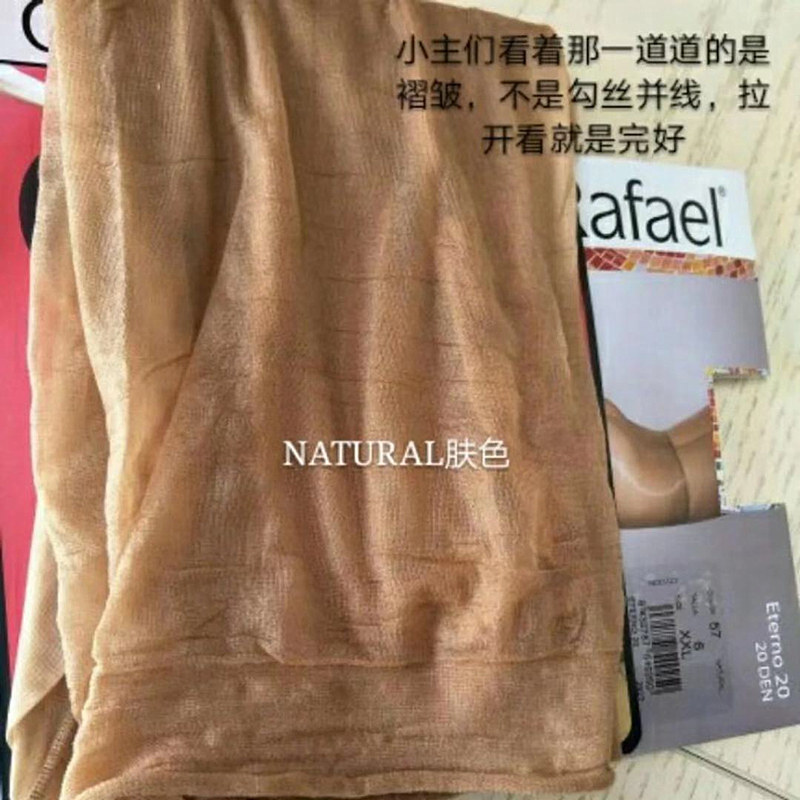 小主们看着那一道道的是
褶皱，不是勾丝并线，拉
开看就是完好
Rafael®
NATURAL肤色
57
6
XXL
Eterno 20
20 DEN